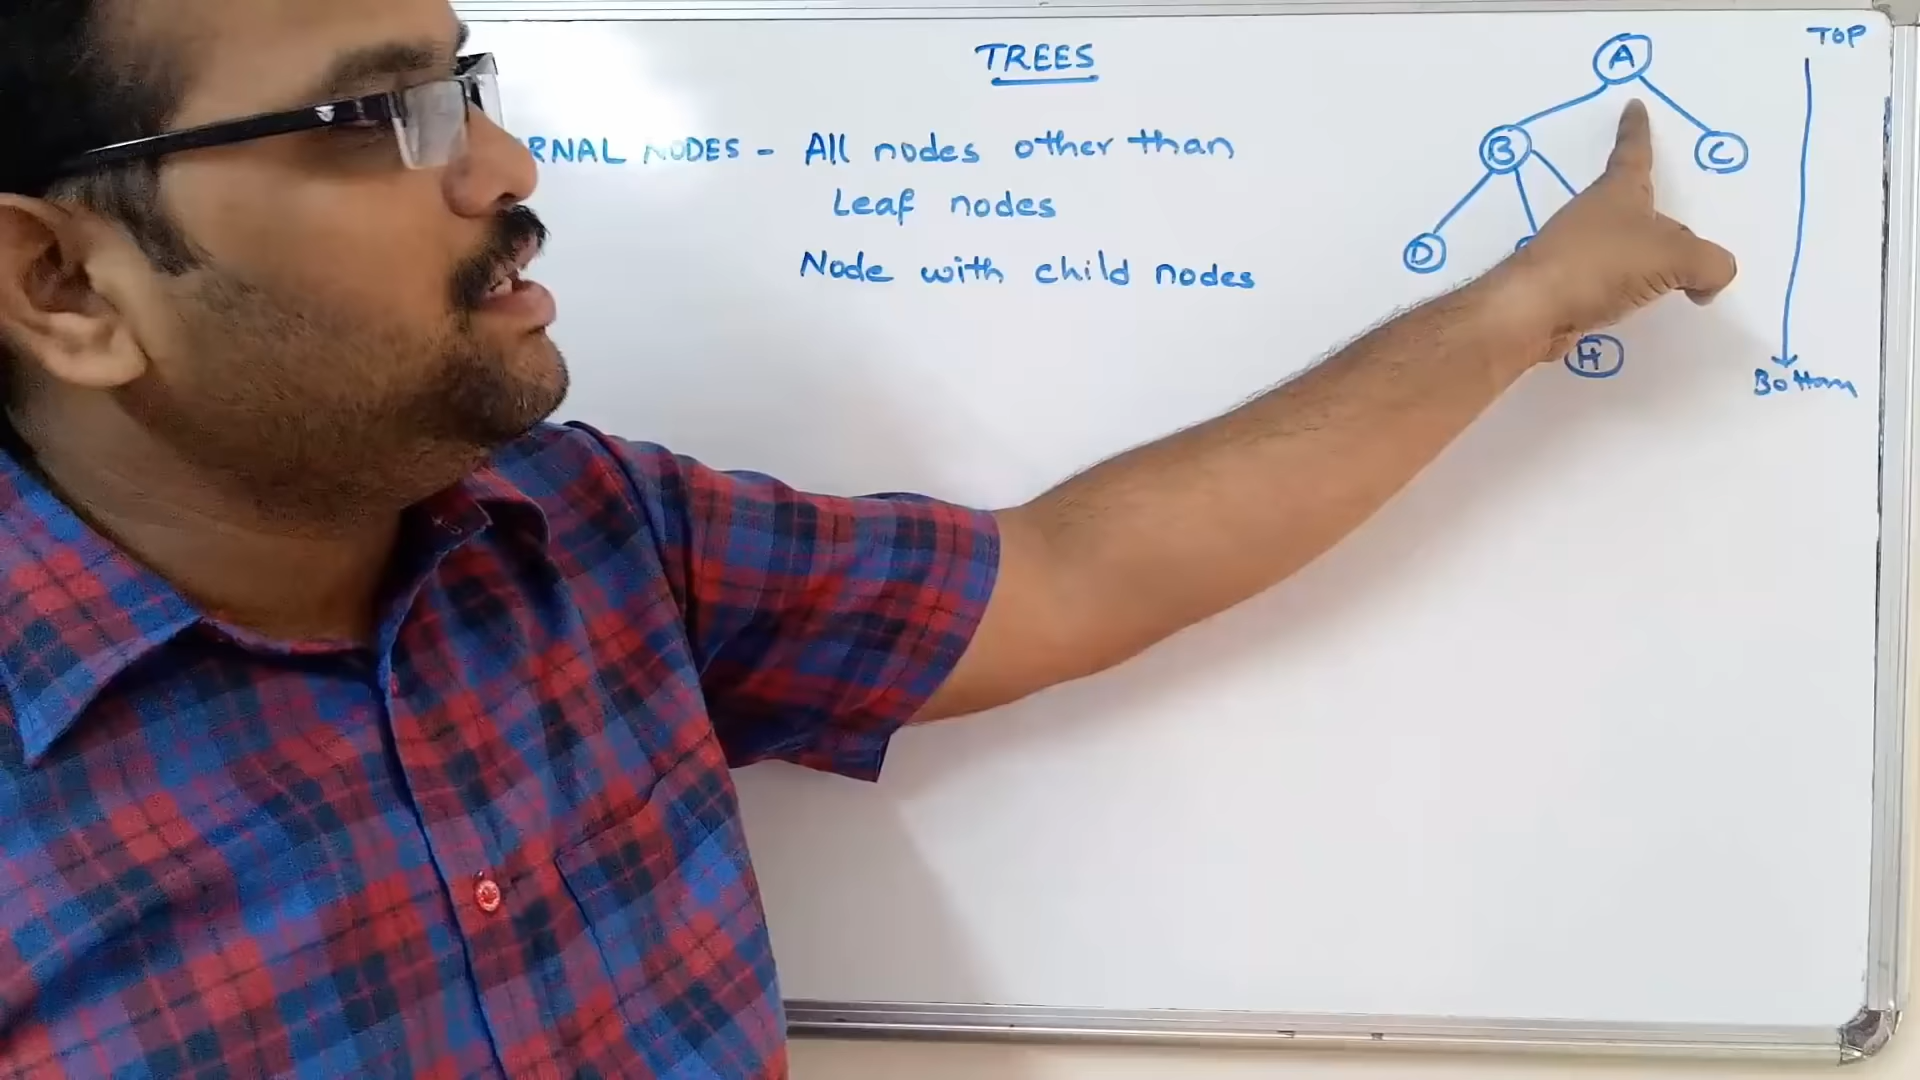 TREES
RNAL NODES - All nodes other than
Leaf nodes
Node with child nodes
TOP
A
B
C
D
H
Bottom